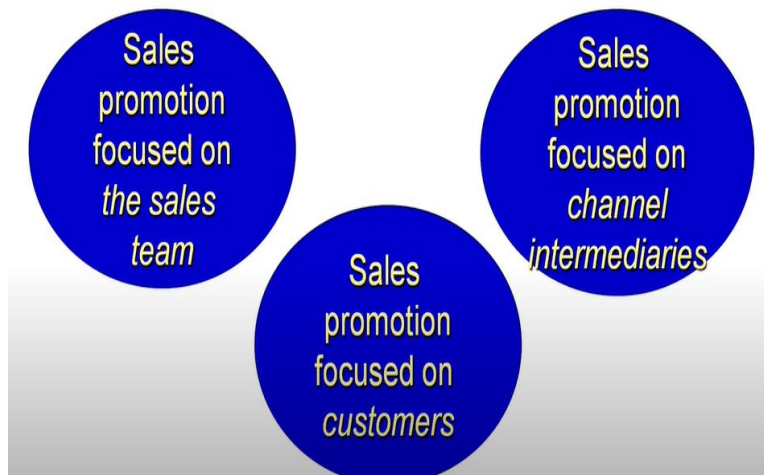 Sales
promotion
focused on
the sales
team
Sales
promotion
focused on
channel
intermediaries
Sales
promotion
focused on
customers